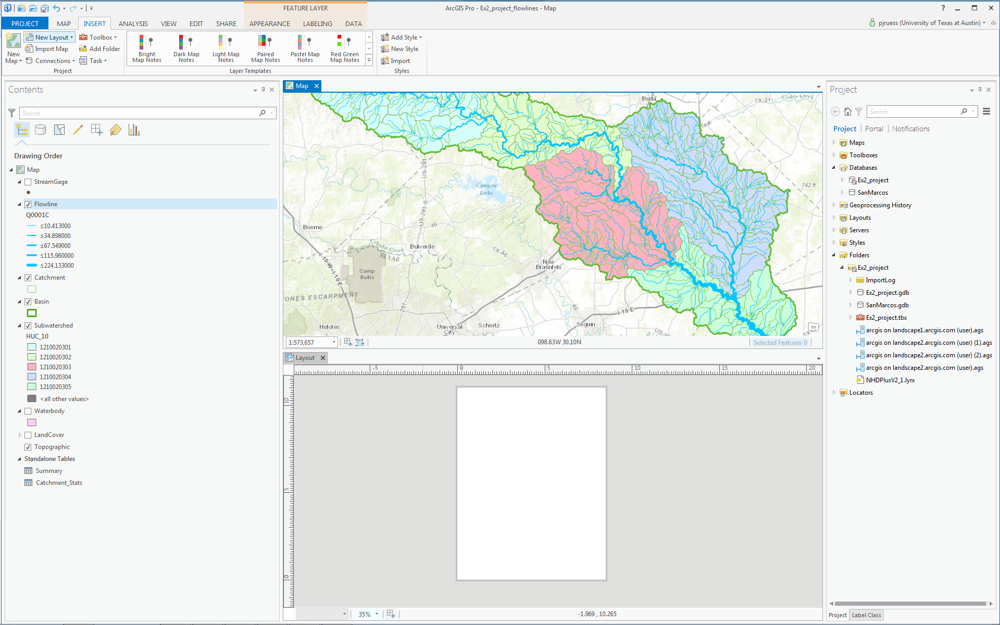 FEATURE LAYER
ArcGIS Pro - Ex2_project_flowlines - Map
PROJECT MAP INSERT ANALYSIS VIEW EDIT SHARE APPEARANCE LABELING DATA
pjruess (University of Texas at Austin)
New Map
New Layout
Import Map
Connections
Toolbox
Add Folder
Task
Project
Bright Map Notes
Dark Map Notes
Light Map Notes
Paired Map Notes
Pastel Map Notes
Red Green Map Notes
Layer Templates
Add Style
New Style
Import
Styles
Contents
Search
Drawing Order
Map
StreamGage
Flowline
Q0001C
≤10.413000
≤34.898000
≤67.549000
≤115.960000
≤224.133000
Catchment
Basin
Subwatershed
HUC_10
1210020301
1210020302
1210020303
1210020304
1210020305
<all other values>
Waterbody
LandCover
Topographic
Standalone Tables
Summary
Catchment_Stats
Map
Buda
TX-21
Cedar Creek
Real
US-281
742 ft
Canyon Lake
US-281-S
46
Boerne
Cibolo Creek
Bulverde
BEXAR
TX-46
I-10-W-I-10-E
New Braunfels
Camp Bullis
ONES ESCARPMENT
281
46
I-10-E
Helotes
Universal City
Schertz
Seguin
US-90
1:573,657
098.63W 30.10N
Selected Features: 0
Layout
-5 0 5 10 15 20
10
5
0
35%
-1.969 , 10.265
Project
Search
Project Portal Notifications
Maps
Toolboxes
Databases
Ex2_project
SanMarcos
Geoprocessing History
Layouts
Servers
Styles
Folders
Ex2_project
ImportLog
Ex2_project.gdb
SanMarcos.gdb
Ex2_project.tbx
arcgis on landscape1.arcgis.com (user).ags
arcgis on landscape2.arcgis.com (user) (1).ags
arcgis on landscape2.arcgis.com (user) (2).ags
arcgis on landscape2.arcgis.com (user).ags
NHDPlusV2_1.lyrx
Locators
Project Label Class